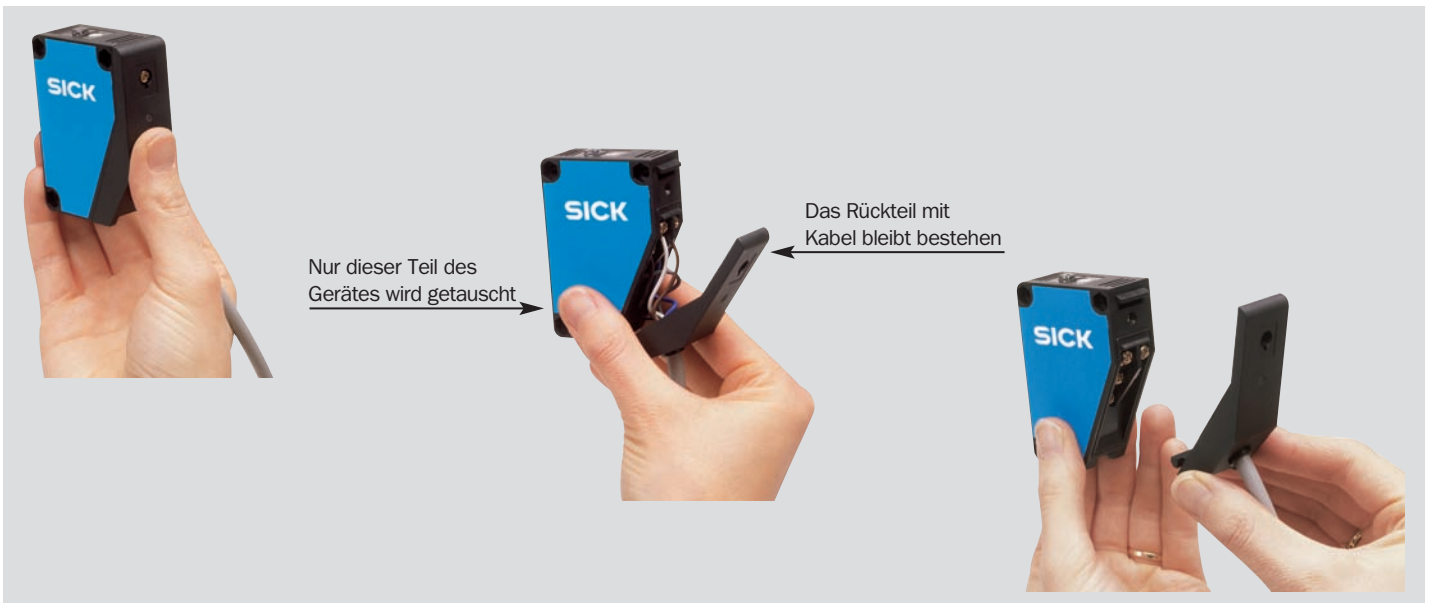 SICK
SICK
Nur dieser Teil des
Gerätes wird getauscht
Das Rückteil mit
Kabel bleibt bestehen
SICK